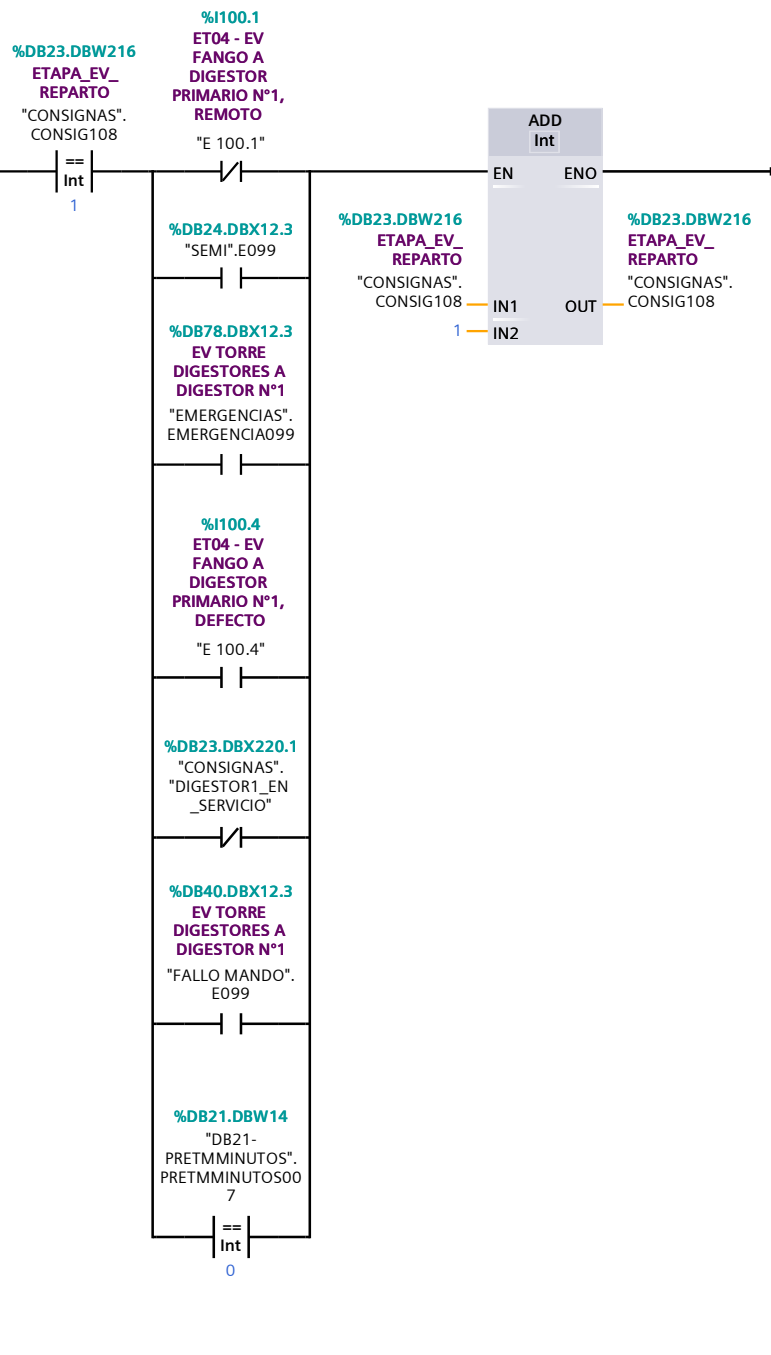 %DB23.DBW216
ETAPA_EV_
REPARTO
"CONSIGNAS".
CONSIG108
==
Int
1
%I100.1
ET04 - EV
FANGO A
DIGESTOR
PRIMARIO Nº1,
REMOTO
"E 100.1"
%DB24.DBX12.3
"SEMI".E099
%DB78.DBX12.3
EV TORRE
DIGESTORES A
DIGESTOR Nº1
"EMERGENCIAS".
EMERGENCIA099
%I100.4
ET04 - EV
FANGO A
DIGESTOR
PRIMARIO Nº1,
DEFECTO
"E 100.4"
%DB23.DBX220.1
"CONSIGNAS".
"DIGESTOR1_EN
_SERVICIO"
%DB40.DBX12.3
EV TORRE
DIGESTORES A
DIGESTOR Nº1
"FALLO MANDO".
E099
%DB21.DBW14
"DB21-
PRETMMINUTOS".
PRETMMINUTOS00
7
==
Int
0
ADD
Int
EN ENO
%DB23.DBW216
ETAPA_EV_
REPARTO
"CONSIGNAS".
CONSIG108
IN1
1
IN2
OUT
%DB23.DBW216
ETAPA_EV_
REPARTO
"CONSIGNAS".
CONSIG108